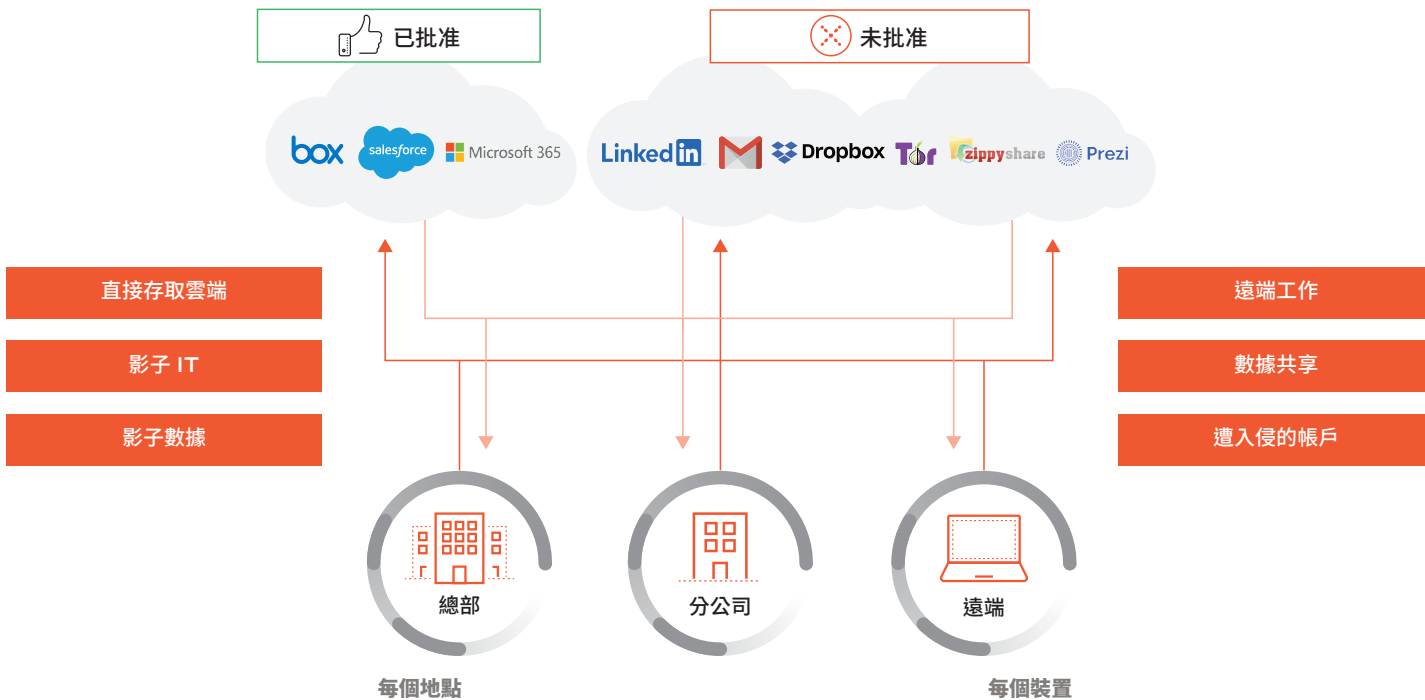 已批准
未批准
box salesforce Microsoft 365
Linkedin Dropbox Tor zippyshare Prezi
直接存取雲端
影子 IT
影子數據
遠端工作
數據共享
遭入侵的帳戶
總部
分公司
遠端
每個地點
每個裝置